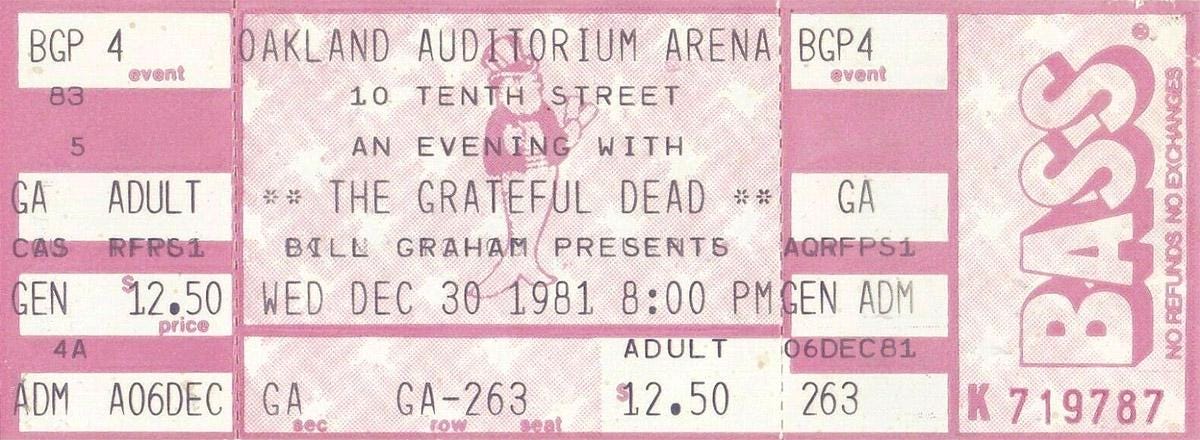 BGP 4
event
83
5
GA ADULT
CAS RFPS1
GEN $12.50
price
4A
ADM A06DEC
OAKLAND AUDITORIUM ARENA
10 TENTH STREET
AN EVENING WITH
** THE GRATEFUL DEAD **
BILL GRAHAM PRESENTS
WED DEC 30 1981 8:00 PM
ADULT
GA GA-263 $12.50
sec row seat
BGP4
event
GA
AQRFPS1
GEN ADM
06DEC81
263
BASS®
NO REFUNDS NO EXCHANGES
K 719787